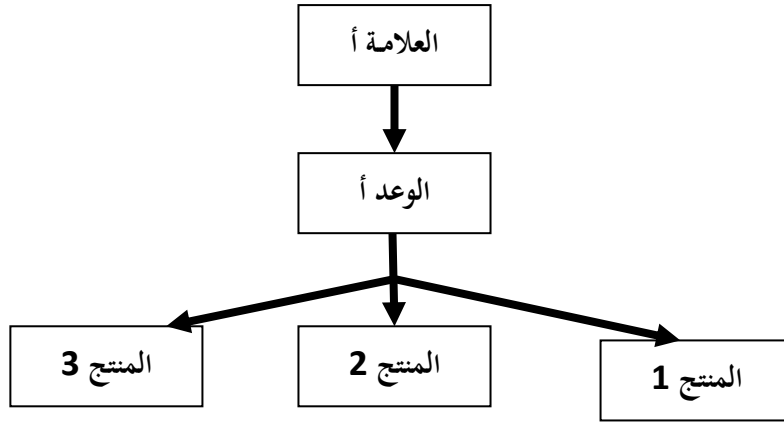 العلامة أ
الوعد أ
المنتج 1
المنتج 2
المنتج 3